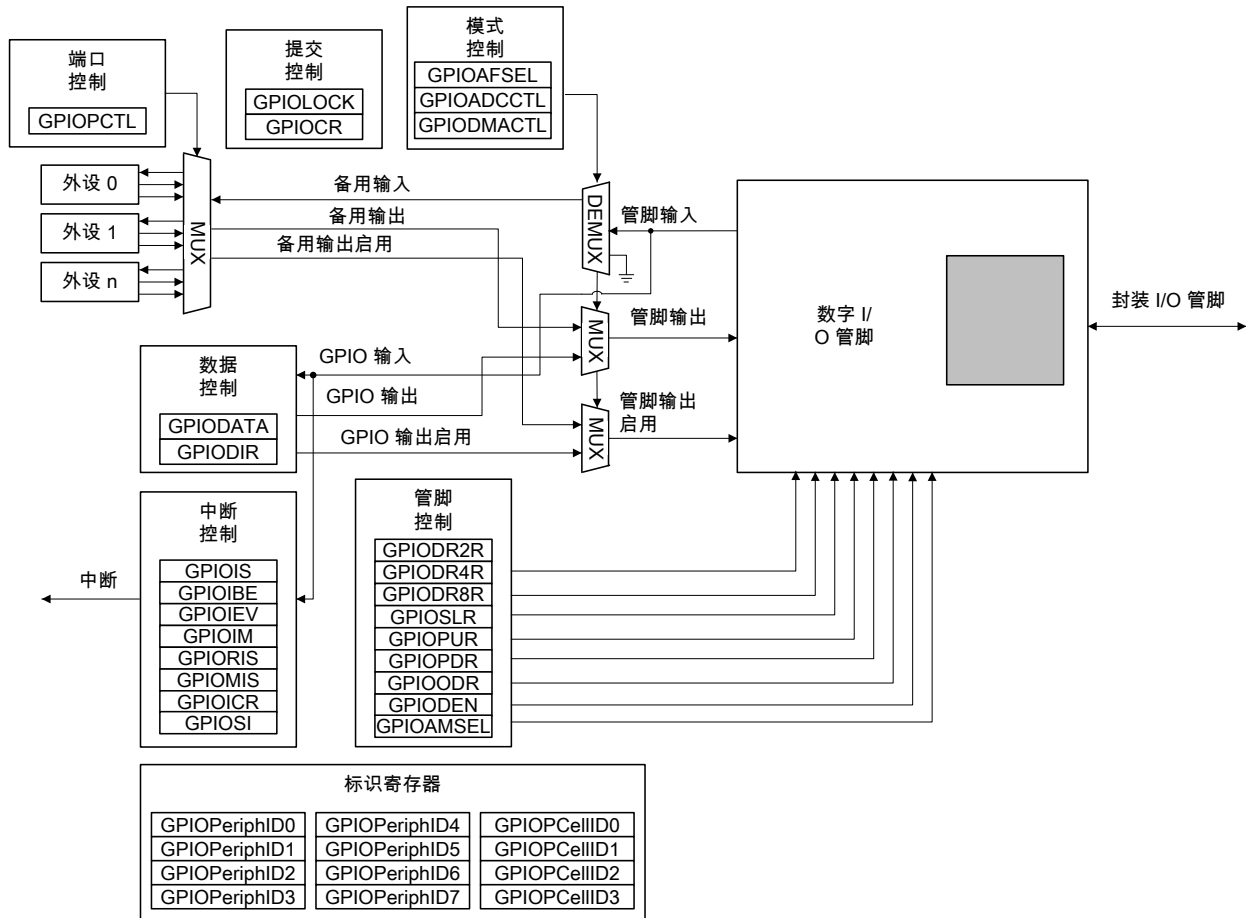 端口
控制
GPIOPCTL
提交
控制
GPIOLOCK
GPIOCR
模式
控制
GPIOAFSEL
GPIOADCCTL
GPIODMACTL
外设 0
外设 1
外设 n
MUX
备用输入
备用输出
备用输出启用
DEMUX
管脚输入
MUX
管脚输出
MUX
管脚输出
启用
数字 I/
O 管脚
封装 I/O 管脚
数据
控制
GPIODATA
GPIODIR
GPIO 输入
GPIO 输出
GPIO 输出启用
中断
控制
GPIOIS
GPIOIBE
GPIOIEV
GPIOIM
GPIORIS
GPIOMIS
GPIOICR
GPIOSI
中断
管脚
控制
GPIODR2R
GPIODR4R
GPIODR8R
GPIOSLR
GPIOPUR
GPIOPDR
GPIOODR
GPIODEN
GPIOAMSEL
标识寄存器
GPIOPeriphID0
GPIOPeriphID1
GPIOPeriphID2
GPIOPeriphID3
GPIOPeriphID4
GPIOPeriphID5
GPIOPeriphID6
GPIOPeriphID7
GPIOPCellID0
GPIOPCellID1
GPIOPCellID2
GPIOPCellID3